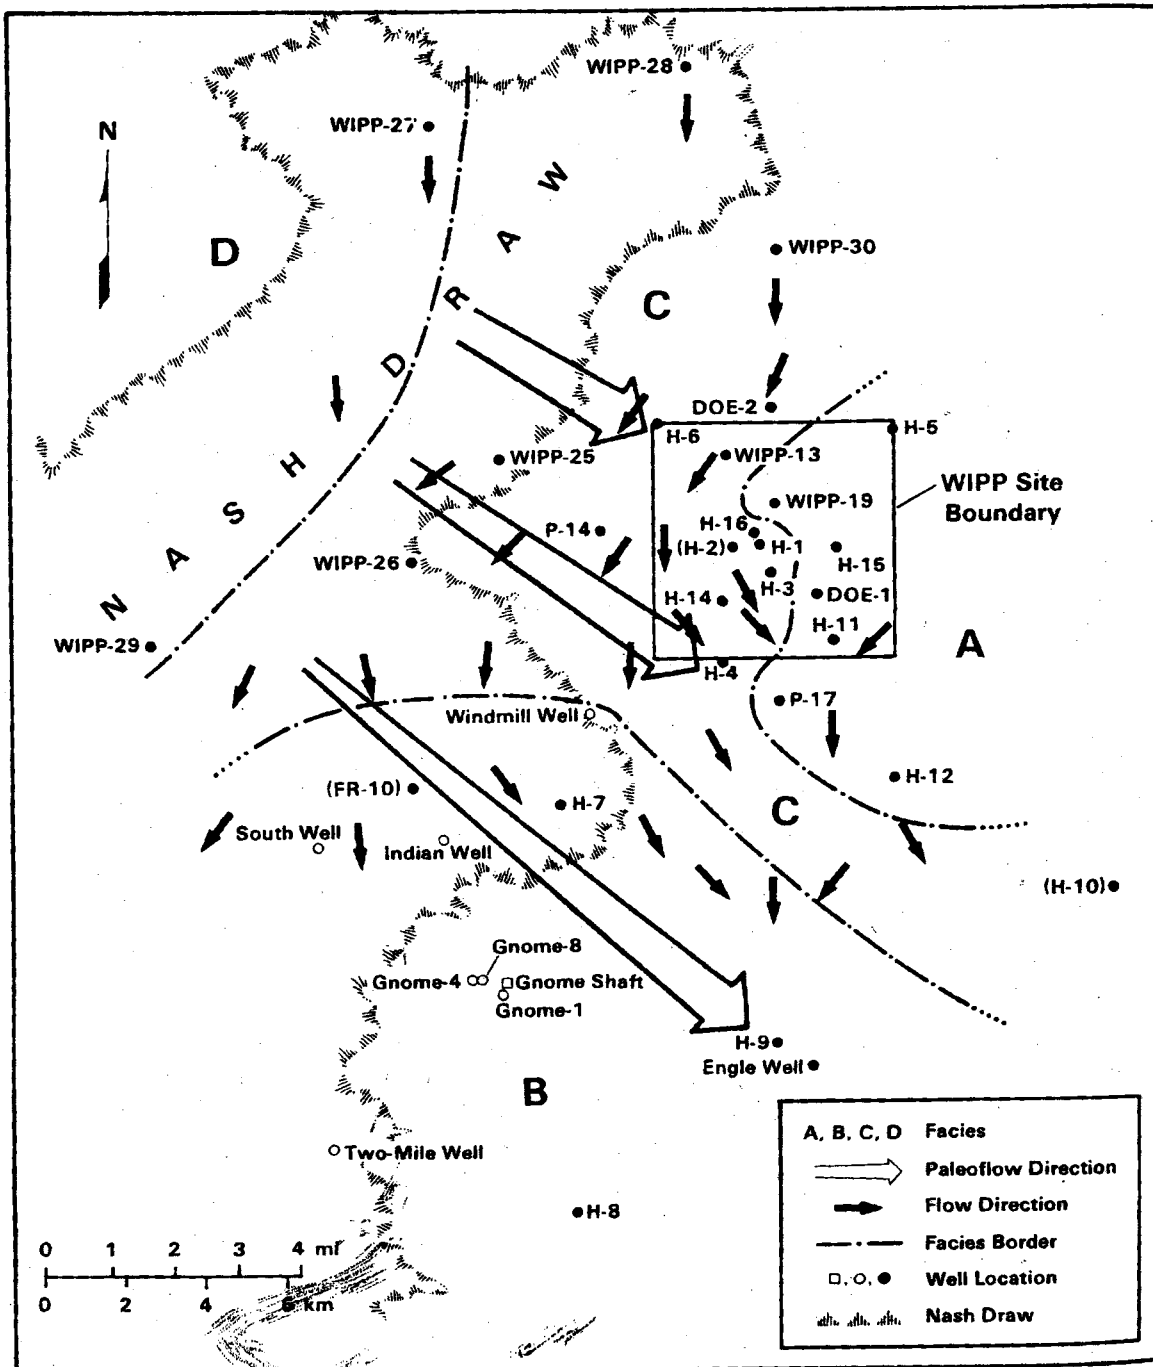 WIPP-28
N
WIPP-27
D
WIPP-30
C
NASH DRAW
DOE-2
H-6
H-5
WIPP-25
WIPP-13
WIPP Site
Boundary
WIPP-19
P-14
H-16
(H-2)
H-1
H-15
WIPP-26
H-3
H-14
DOE-1
H-11
WIPP-29
A
H-4
P-17
Windmill Well
H-12
(FR-10)
H-7
C
South Well
Indian Well
(H-10)
Gnome-8
Gnome-4
Gnome Shaft
Gnome-1
H-9
Engle Well
B
Two-Mile Well
H-8
A, B, C, D Facies
Paleoflow Direction
Flow Direction
Facies Border
Well Location
Nash Draw
0 1 2 3 4 mi
0 2 4 6 km